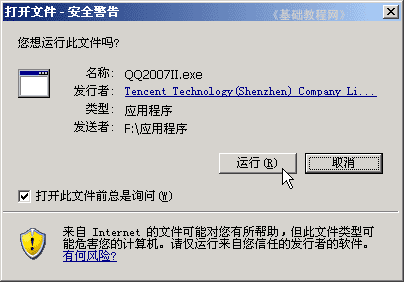 打开文件 - 安全警告
《基础教程网》
您想运行此文件吗?
名称: QQ2007II.exe
发行者: Tencent Technology(Shenzhen) Company Li...
类型: 应用程序
发送者: F:\应用程序
运行(R) 取消
打开此文件前总是询问(W)
来自 Internet 的文件可能对您有所帮助,但此文件类型可
能危害您的计算机。请仅运行来自您信任的发行者的软件。
有何风险?